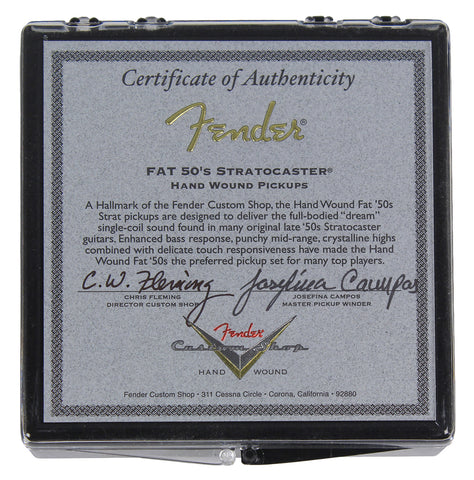 Certificate of Authenticity
Fender®
FAT 50's STRATOCASTER®
HAND WOUND PICKUPS
A Hallmark of the Fender Custom Shop, the Hand Wound Fat '50s
Strat pickups are designed to deliver the full-bodied "dream"
single-coil sound found in many original late '50s Stratocaster
guitars. Enhanced bass response, punchy mid-range, crystalline highs
combined with delicate touch responsiveness have made the Hand
Wound Fat '50s the preferred pickup set for many top players.
C.W. Fleming Josefina Campos
CHRIS FLEMING JOSEFINA CAMPOS
DIRECTOR CUSTOM SHOP MASTER PICKUP WINDER
Fender
Custom Shop
HAND WOUND
Fender Custom Shop • 311 Cessna Circle • Corona, California • 92880